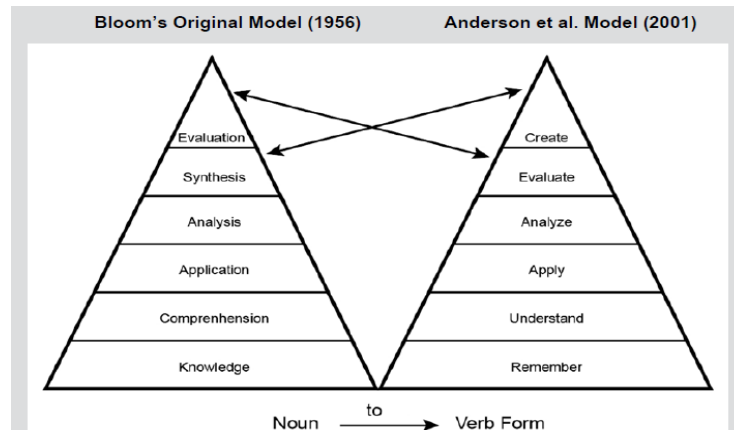 Bloom's Original Model (1956) Anderson et al. Model (2001)
Evaluation Create
Synthesis Evaluate
Analysis Analyze
Application Apply
Comprenhension Understand
Knowledge Remember
Noun to Verb Form